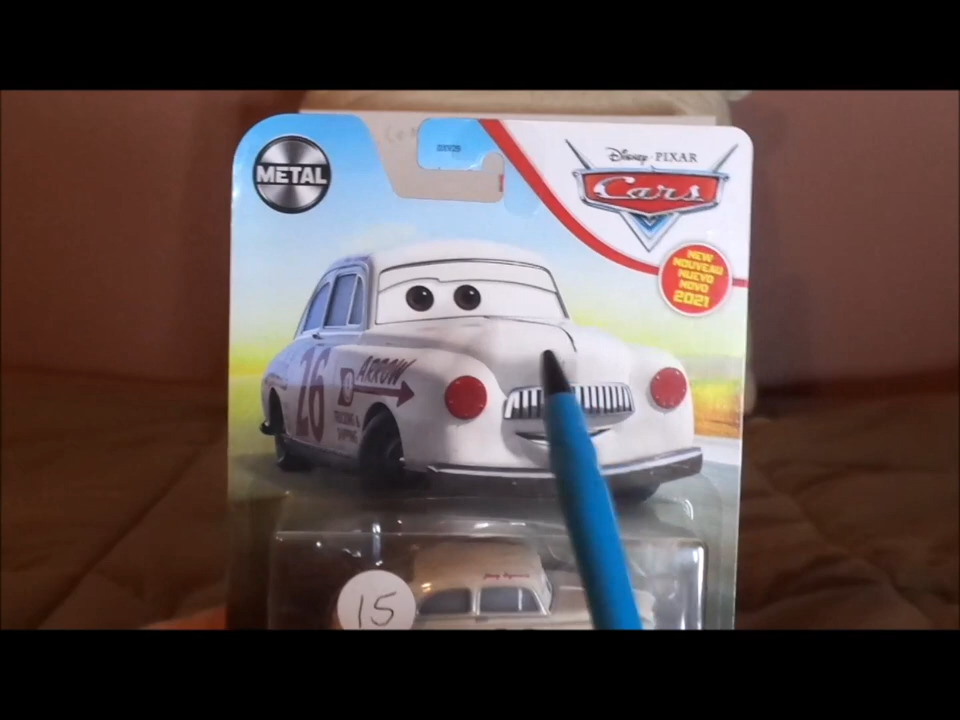 METAL
Disney · PIXAR
Cars
NEW
NOUVEAU
NUEVO
NOVO
2021
26
ARROW
TRUCKING &
SHIPPING
15